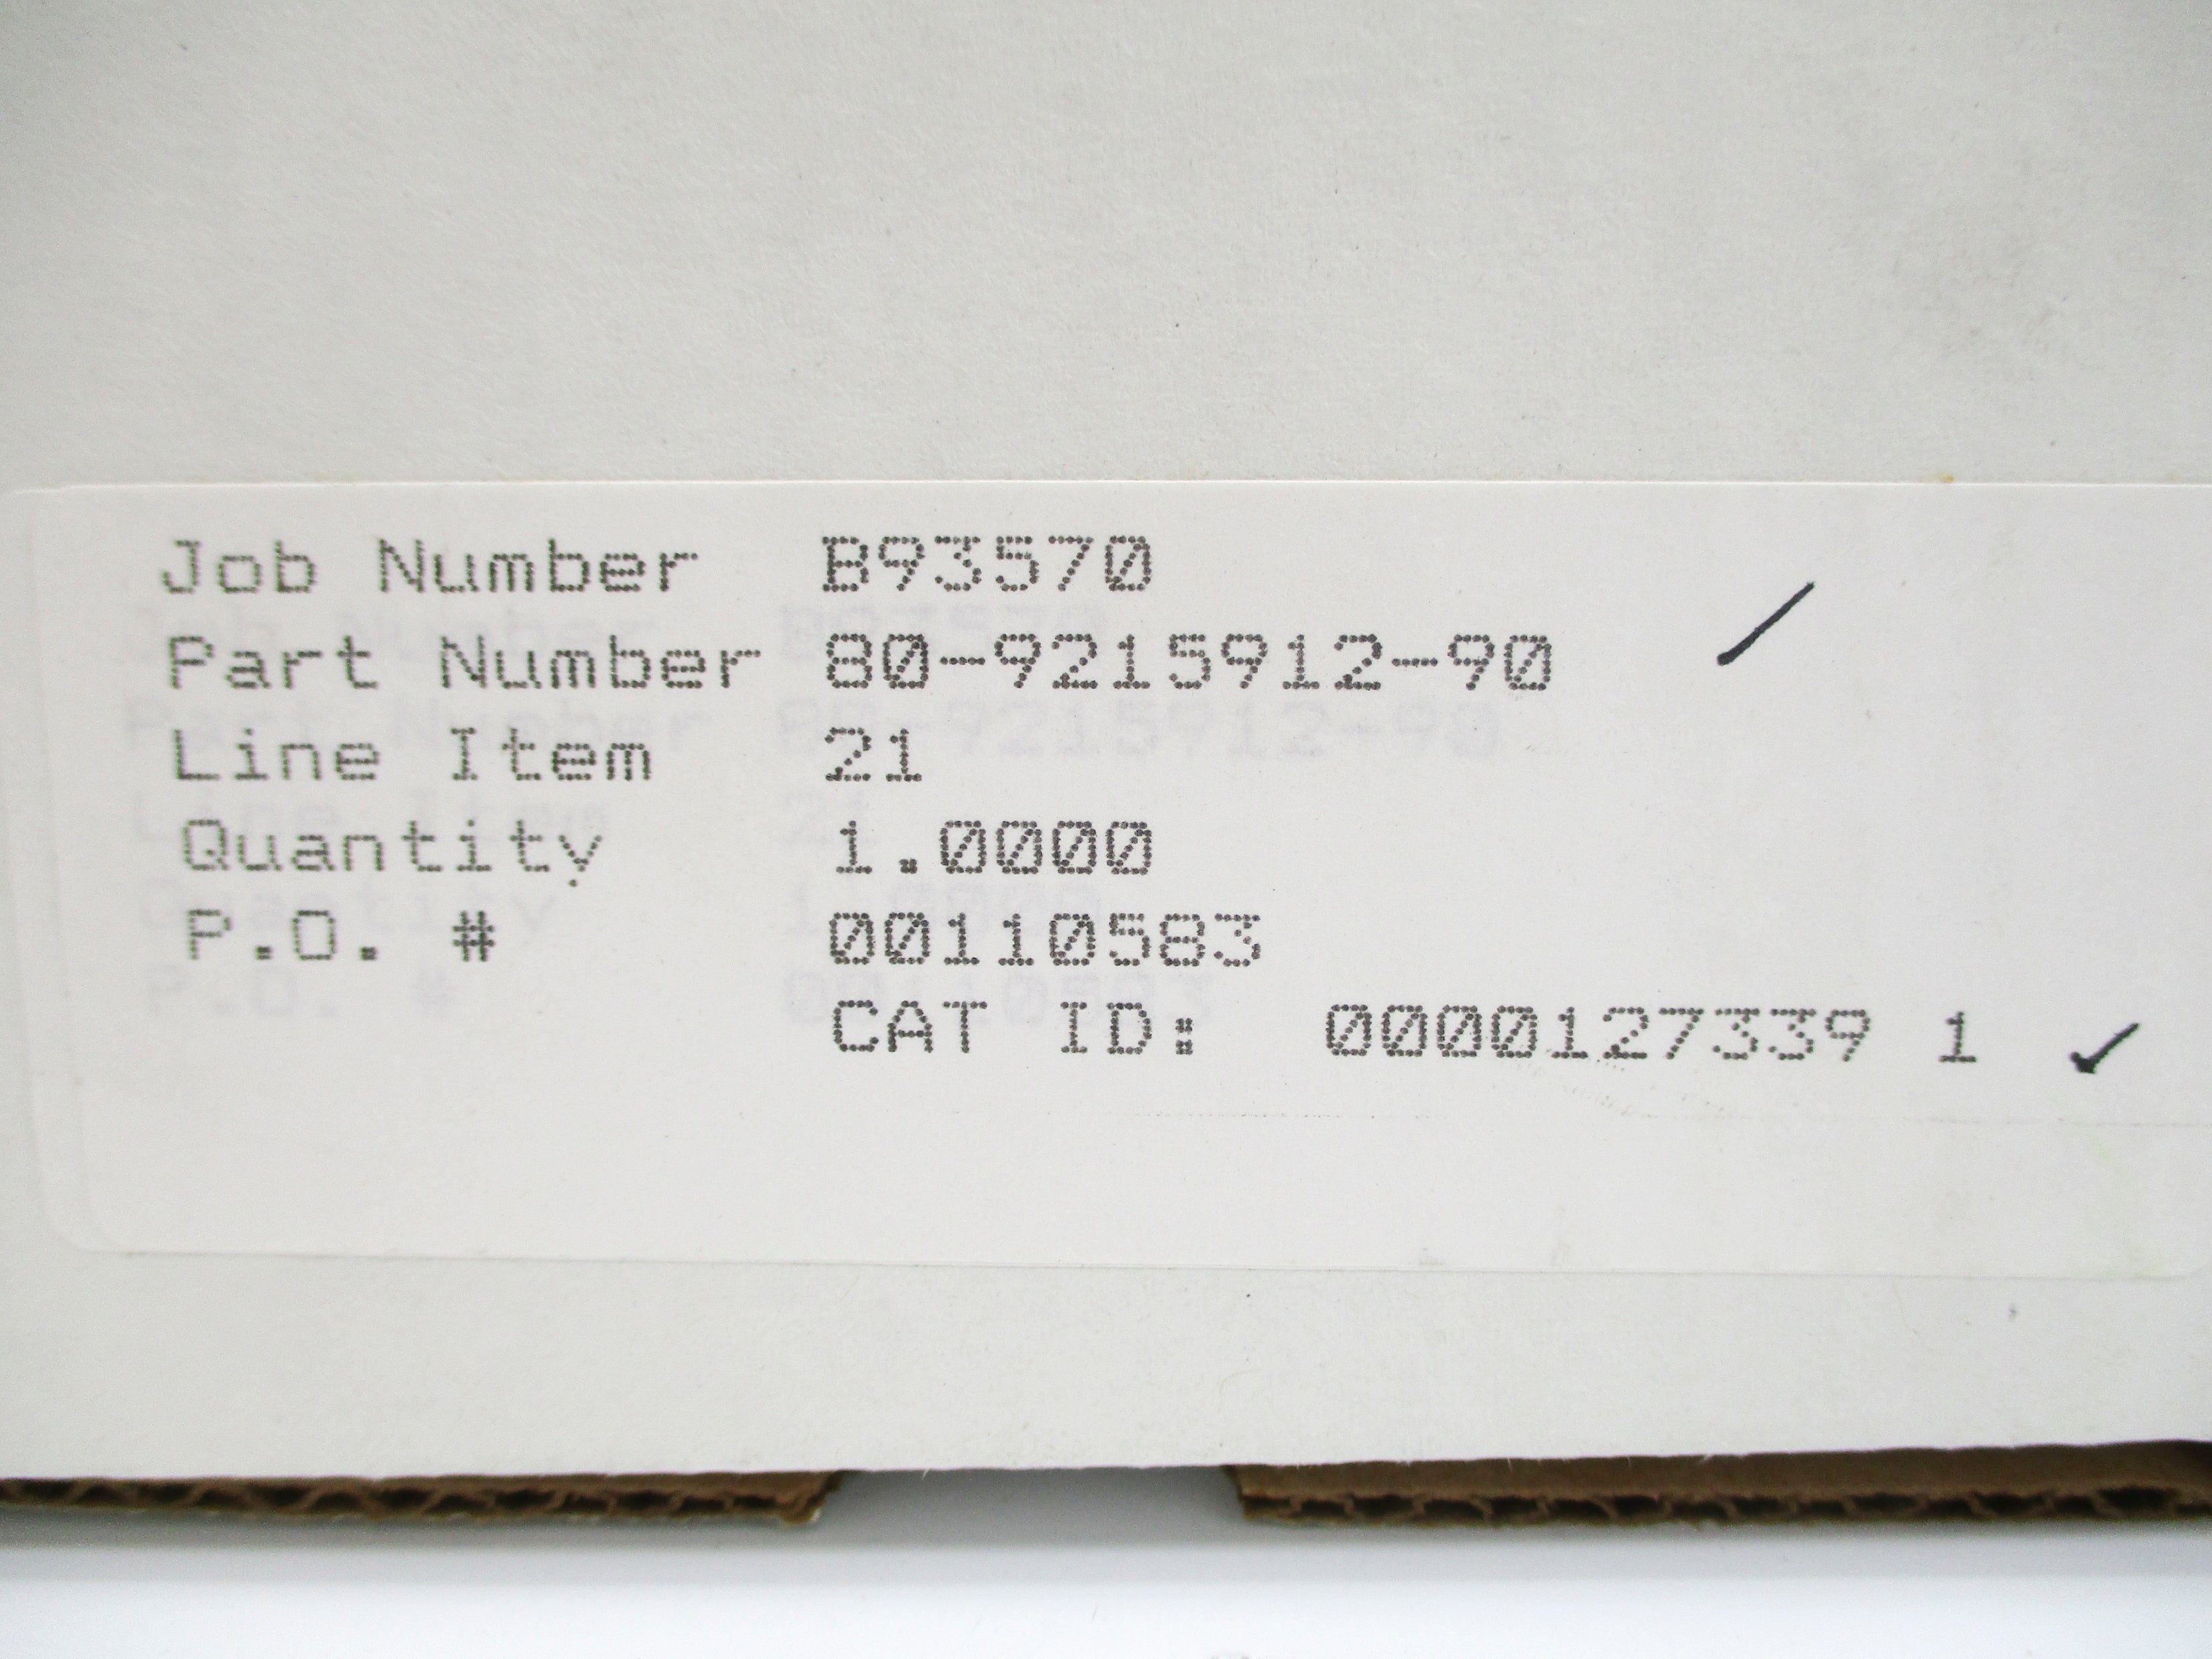 Job Number B93570
Part Number 80-9215912-90
Line Item 21
Quantity 1.0000
P.O. # 00110583
CAT ID: 0000127339 1